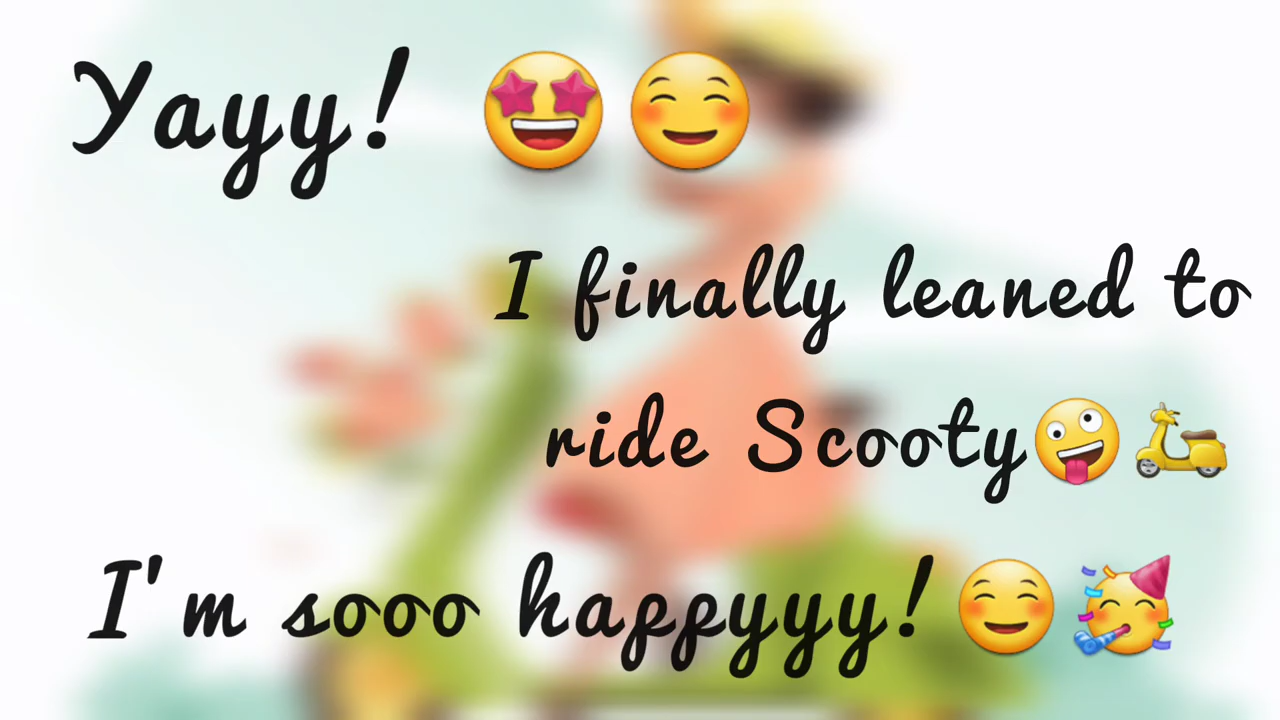 Yayy! 🤩😊
I finally leaned to
ride Scooty🤪🛵
I'm sooo happyyy! 😊🥳